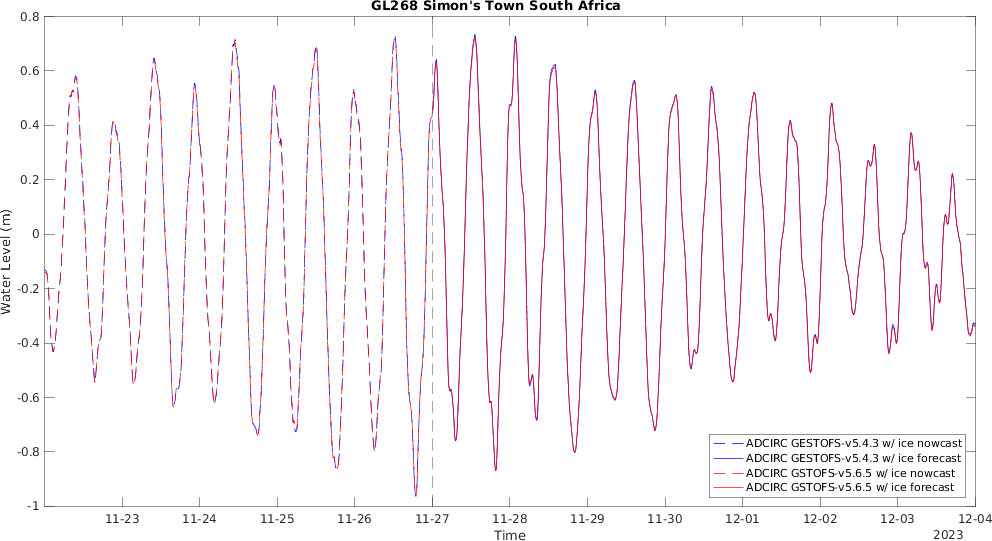 GL268 Simon's Town South Africa
0.8
0.6
0.4
0.2
0
-0.2
-0.4
-0.6
-0.8
-1
Water Level (m)
ADCIRC GESTOFS-v5.4.3 w/ ice nowcast
ADCIRC GESTOFS-v5.4.3 w/ ice forecast
ADCIRC GSTOFS-v5.6.5 w/ ice nowcast
ADCIRC GSTOFS-v5.6.5 w/ ice forecast
11-23 11-24 11-25 11-26 11-27 11-28 11-29 11-30 12-01 12-02 12-03 12-04
Time
2023